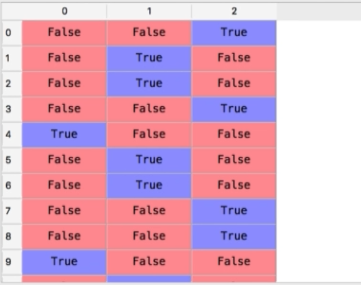 0 1 2
0 False False True
1 False True False
2 False True False
3 False False True
4 True False False
5 False True False
6 False True False
7 False False True
8 False False True
9 True False False